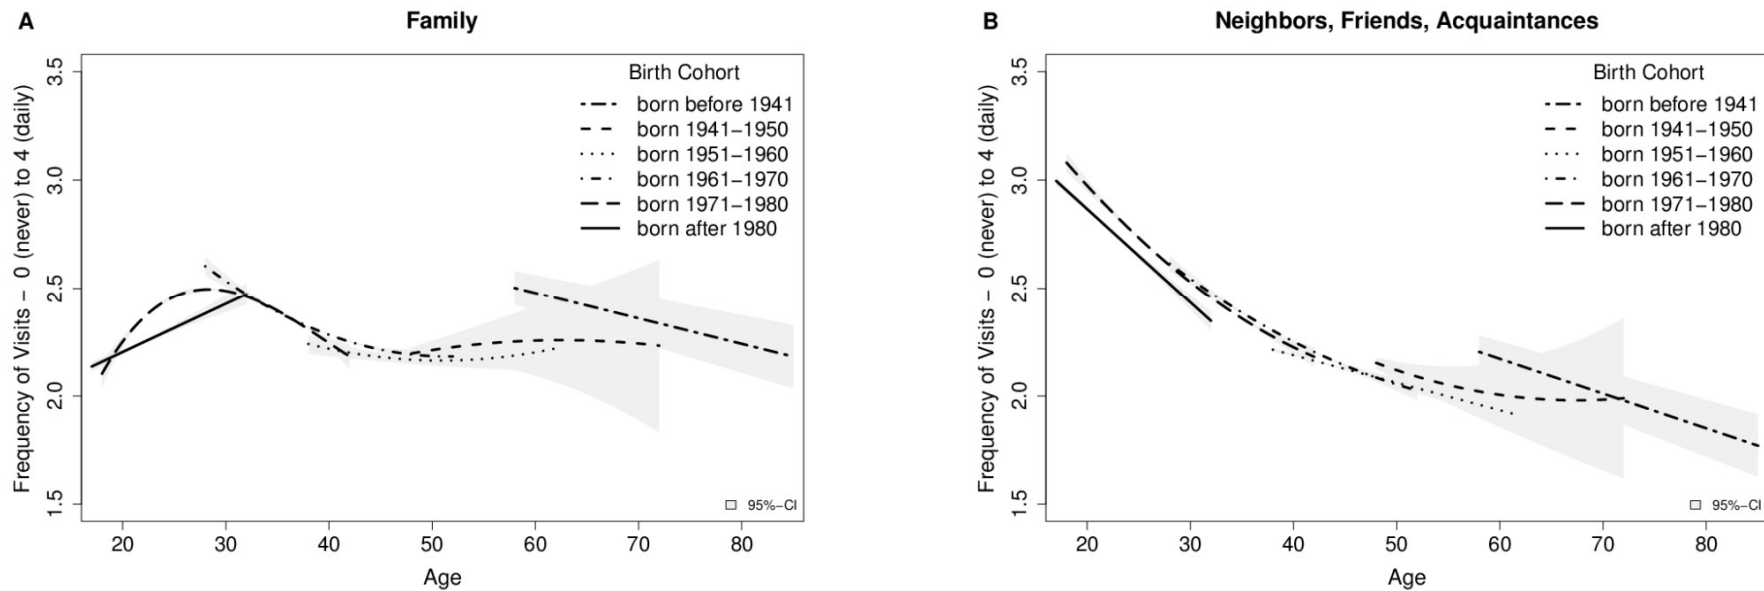 A
Family
Frequency of Visits – 0 (never) to 4 (daily)
3.5
3.0
2.5
2.0
1.5
Birth Cohort
born before 1941
born 1941–1950
born 1951–1960
born 1961–1970
born 1971–1980
born after 1980
95%–CI
20 30 40 50 60 70 80
Age
B
Neighbors, Friends, Acquaintances
Frequency of Visits – 0 (never) to 4 (daily)
3.5
3.0
2.5
2.0
1.5
Birth Cohort
born before 1941
born 1941–1950
born 1951–1960
born 1961–1970
born 1971–1980
born after 1980
95%–CI
20 30 40 50 60 70 80
Age